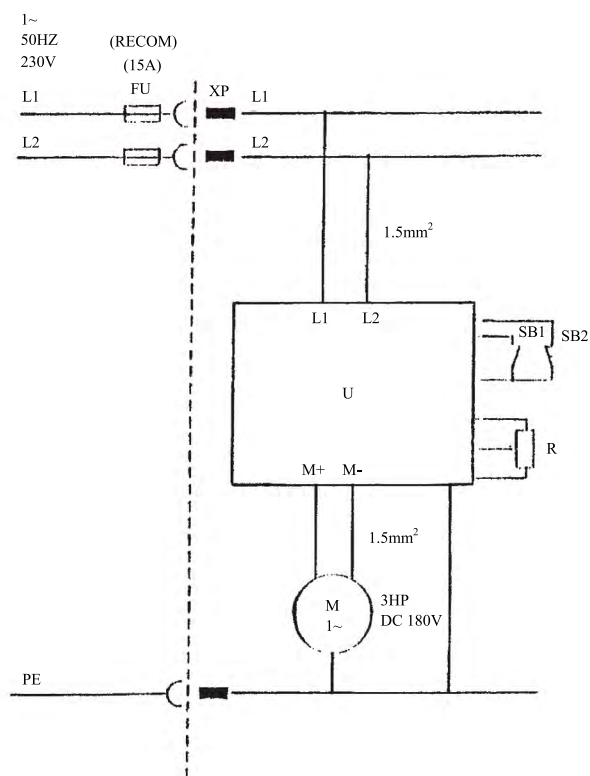 1~
50HZ
230V
(RECOM)
(15A)
FU
XP
L1
L1
L2
L2
1.5mm²
L1 L2
SB1
SB2
U
R
M+ M-
1.5mm²
M
1~
3HP
DC 180V
PE